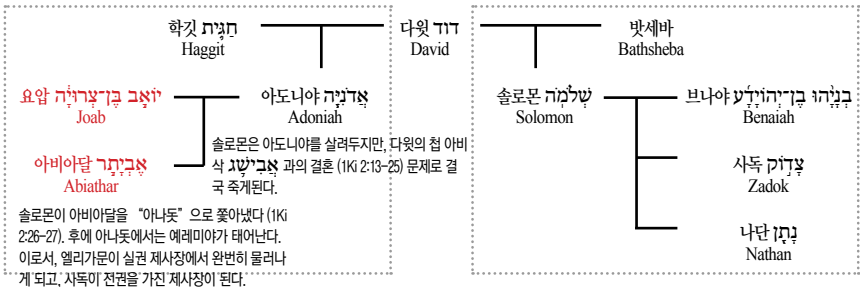 학깃 חַגִּית
Haggit
다윗 דוד
David
밧세바
Bathsheba
요압 יוֹאָב בֶּן־צְרוּיָה
Joab
아도니야 אֲדֹנִיָּה
Adoniah
솔로몬 שְׁלֹמֹה
Solomon
브나야 בְּנָיָהוּ בֶן־יְהוֹיָדָע
Benaiah
아비아달 אֶבְיָתָר
Abiathar
솔로몬은 아도니야를 살려두지만, 다윗의 첩 아비
삭 אֲבִישַׁג 과의 결혼 (1Ki 2:13-25) 문제로 결
국 죽게된다.
사독 צָדוֹק
Zadok
나단 נָתָן
Nathan
솔로몬이 아비아달을 “아나돗” 으로 쫓아냈다 (1Ki
2:26-27). 후에 아나돗에서는 예레미야가 태어난다.
이로서, 엘리가문이 실권 제사장에서 완번히 물러나
게 되고, 사독이 전권을 가진 제사장이 된다.